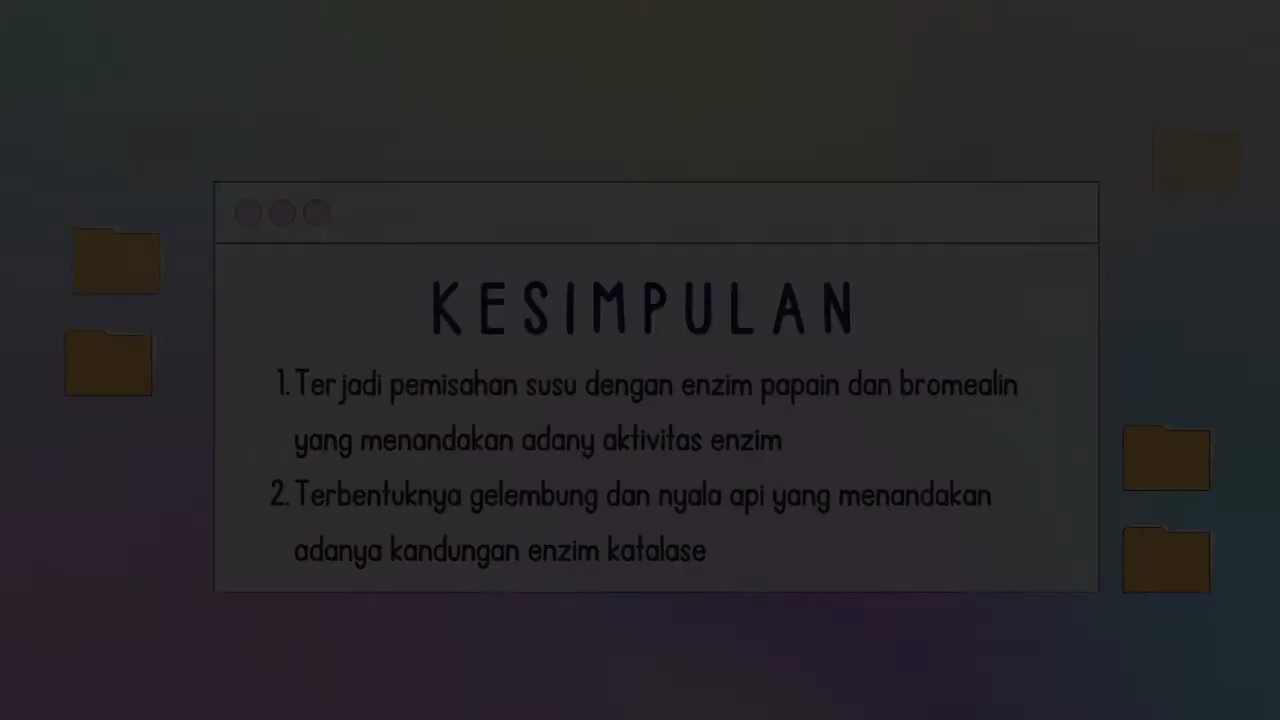 KESIMPULAN
1. Terjadi pemisahan susu dengan enzim papain dan bromealin
yang menandakan adany aktivitas enzim
2. Terbentuknya gelembung dan nyala api yang menandakan
adanya kandungan enzim katalase